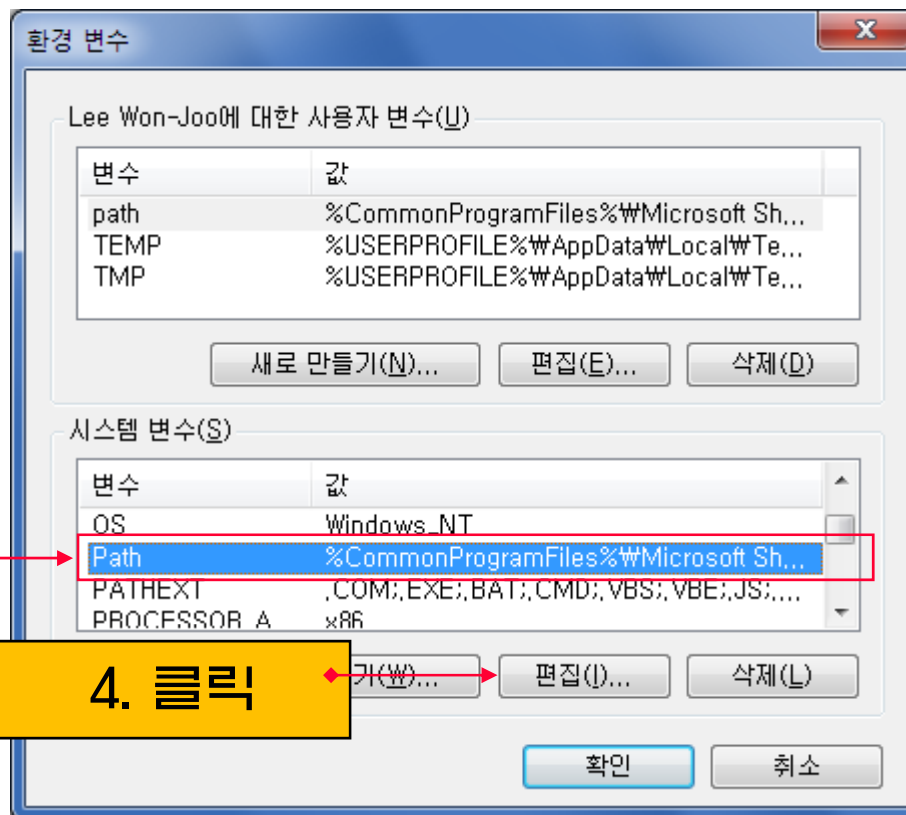 환경 변수
Lee Won-Joo에 대한 사용자 변수(U)
변수 값
path %CommonProgramFiles%₩Microsoft Sh...
TEMP %USERPROFILE%₩AppData₩Local₩Te...
TMP %USERPROFILE%₩AppData₩Local₩Te...
새로 만들기(N)... 편집(E)... 삭제(D)
시스템 변수(S)
변수 값
OS Windows_NT
Path %CommonProgramFiles%₩Microsoft Sh...
PATHEXT .COM;.EXE;.BAT;.CMD;.VBS;.VBE;.JS;....
PROCESSOR_A... x86
4. 클릭 기(W)... 편집(I)... 삭제(L)
확인 취소